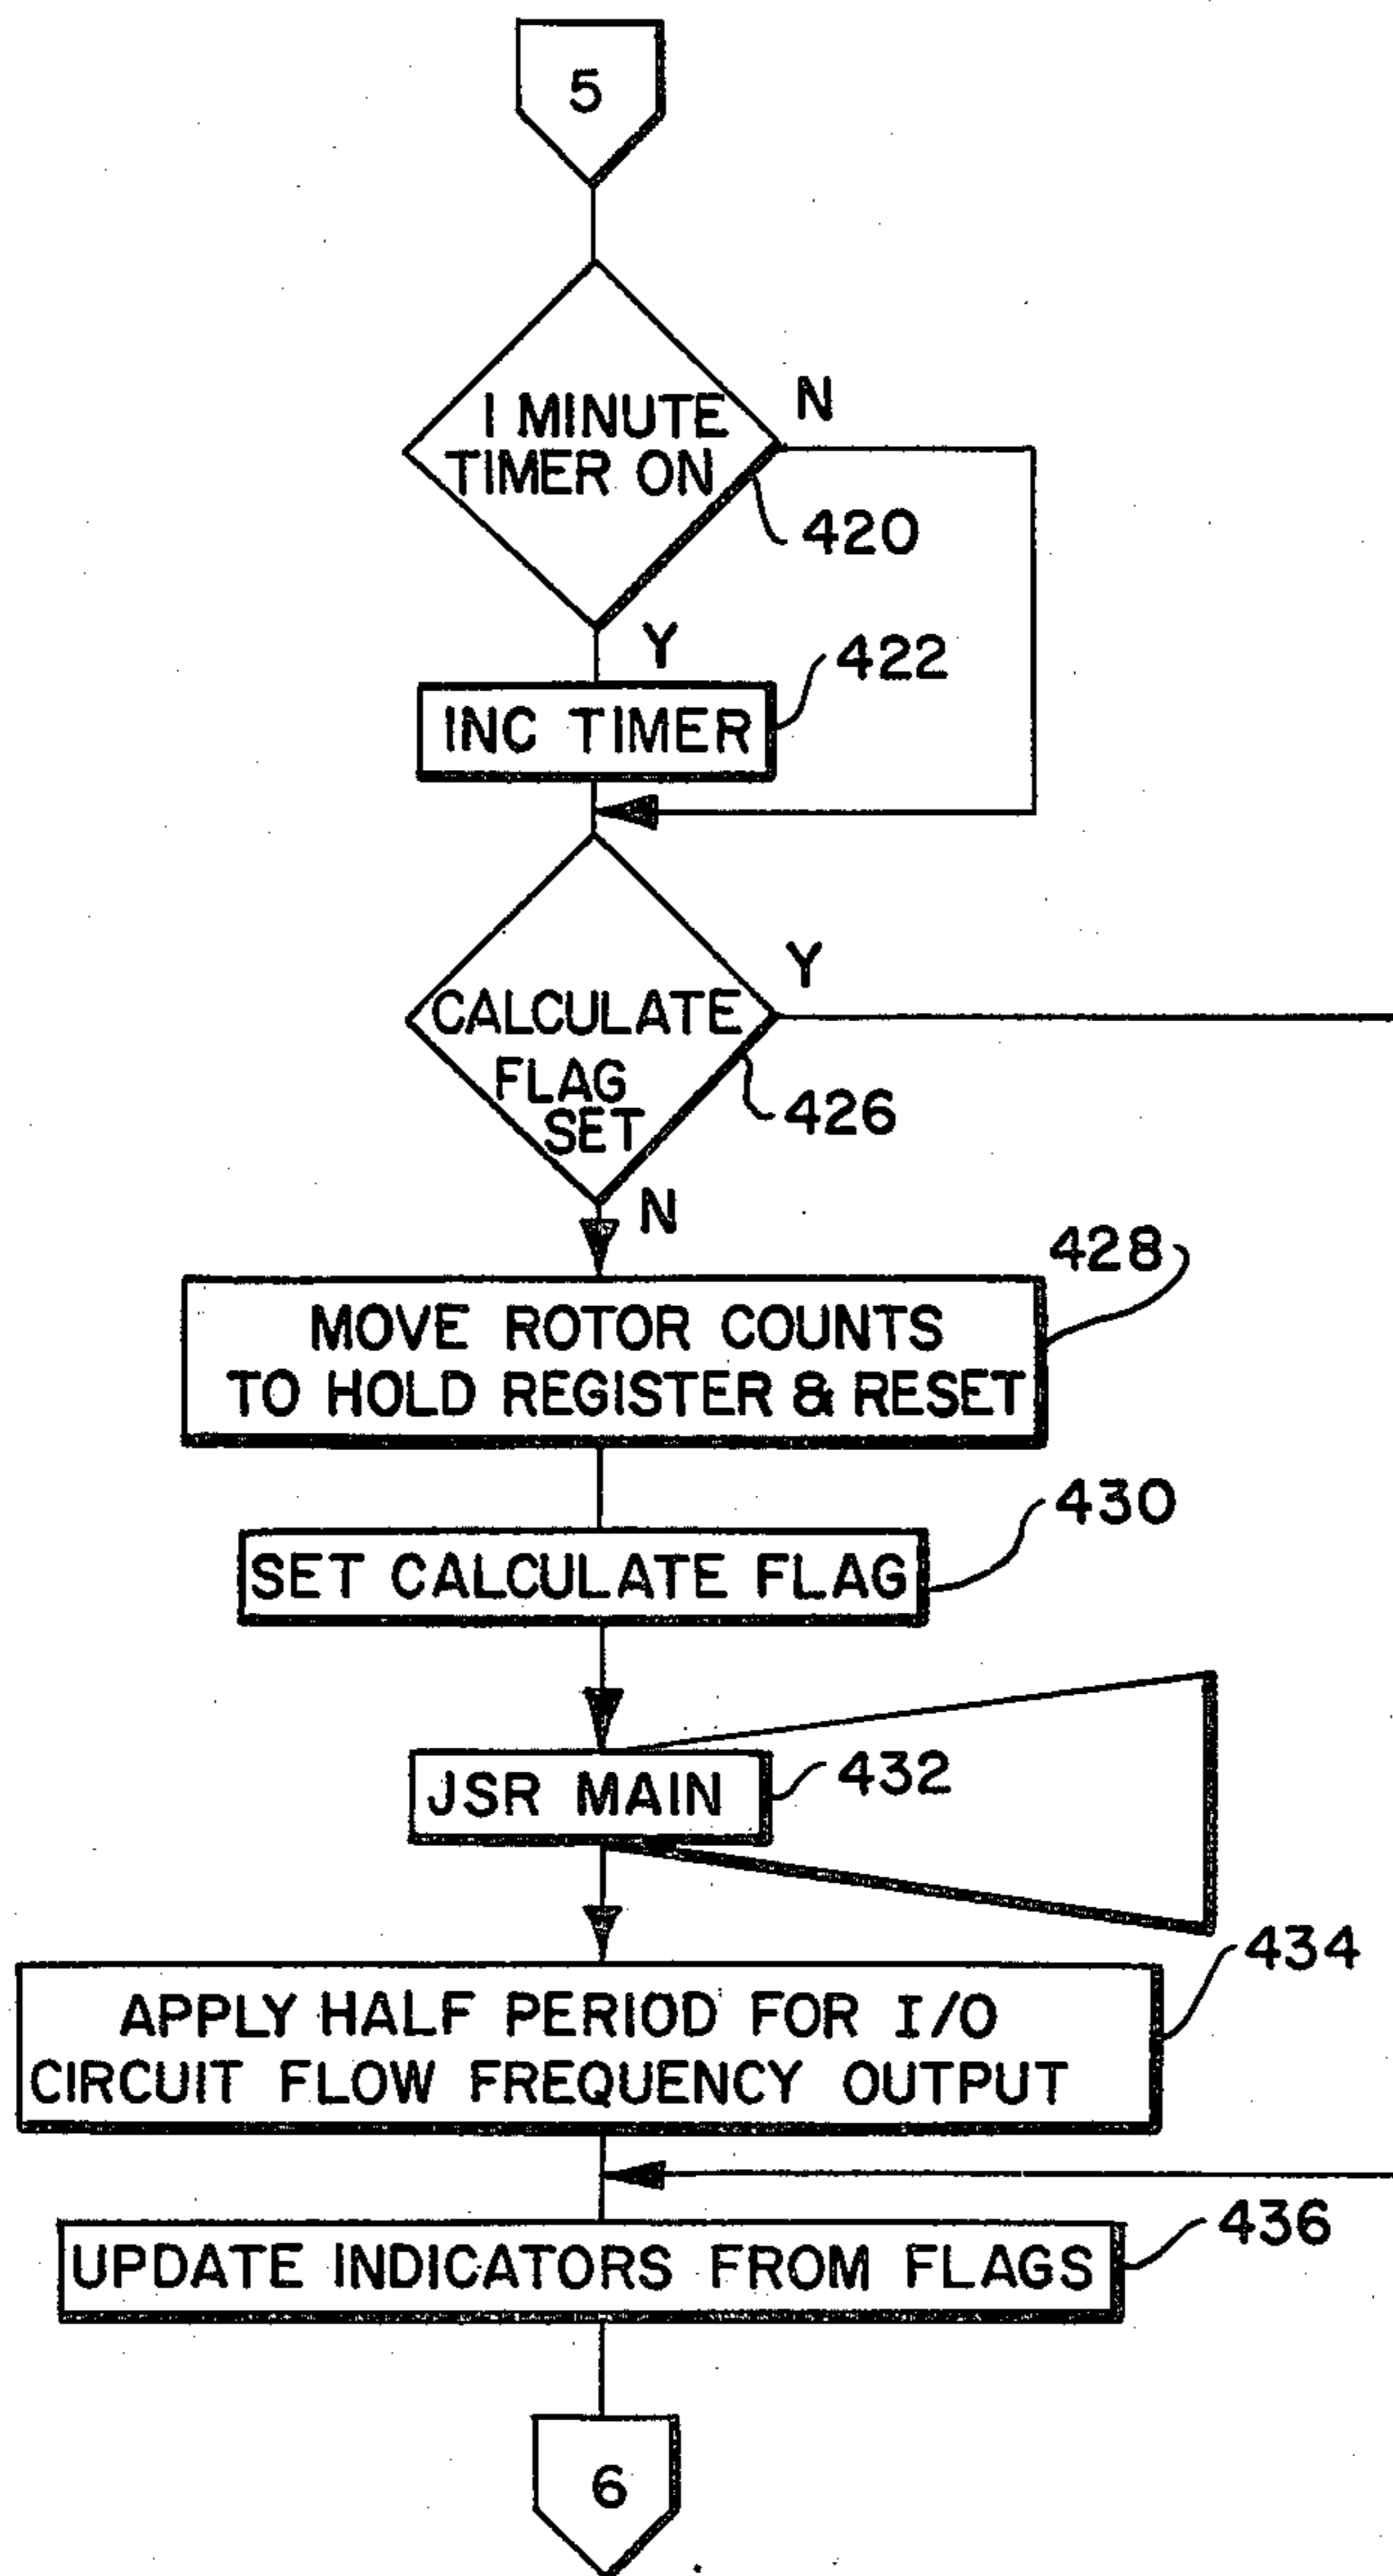 5
1 MINUTE
TIMER ON
N
420
Y
422
INC TIMER
Y
CALCULATE
FLAG
SET
426
N
428
MOVE ROTOR COUNTS
TO HOLD REGISTER & RESET
430
SET CALCULATE FLAG
JSR MAIN
432
434
APPLY HALF PERIOD FOR I/O
CIRCUIT FLOW FREQUENCY OUTPUT
436
UPDATE INDICATORS FROM FLAGS
6